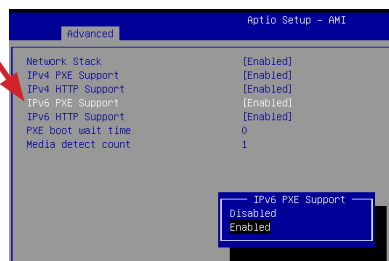 Aptio Setup – AMI
Advanced
Network Stack [Enabled]
IPv4 PXE Support [Enabled]
IPv4 HTTP Support [Enabled]
IPv6 PXE Support [Enabled]
IPv6 HTTP Support [Enabled]
PXE boot wait time 0
Media detect count 1
IPv6 PXE Support
Disabled
Enabled